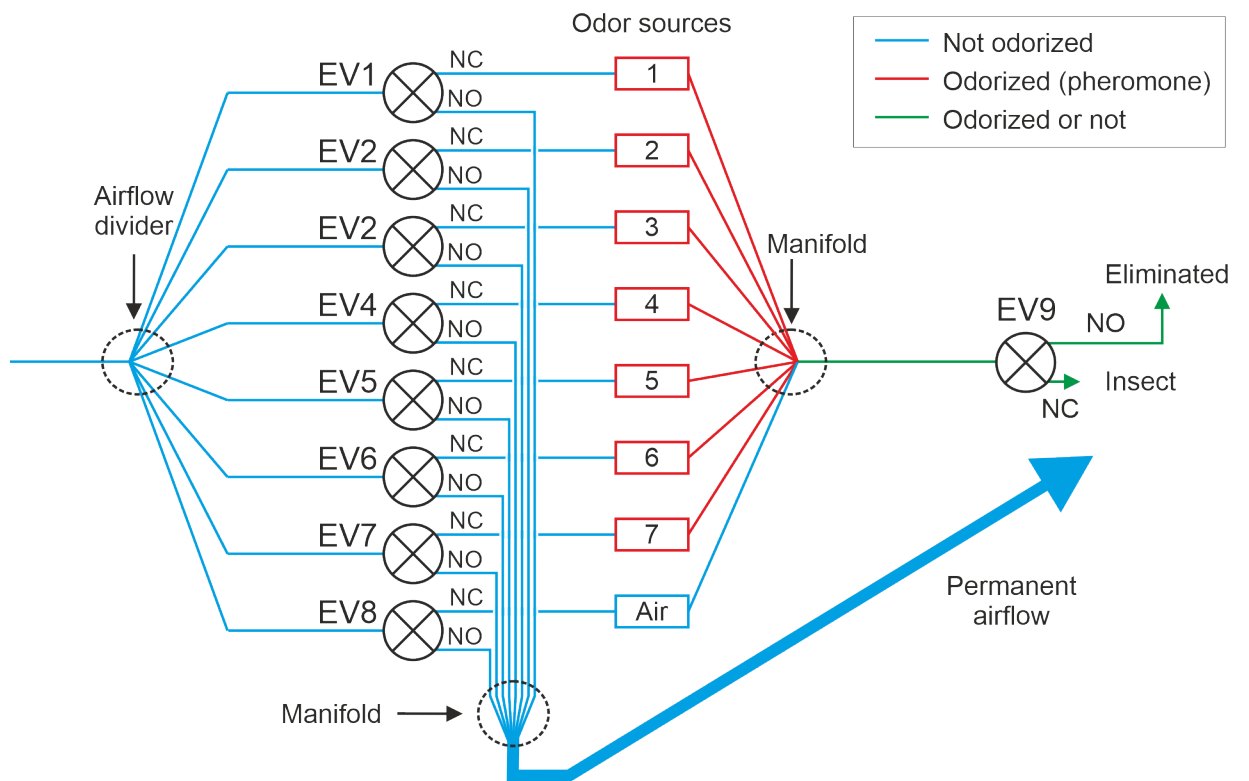 Odor sources
Not odorized
Odorized (pheromone)
Odorized or not
EV1
NC
NO
1
EV2
NC
NO
2
EV2
NC
NO
3
EV4
NC
NO
4
EV5
NC
NO
5
EV6
NC
NO
6
EV7
NC
NO
7
EV8
NC
NO
Air
Airflow
divider
Manifold
Manifold
EV9
NO
NC
Eliminated
Insect
Permanent
airflow